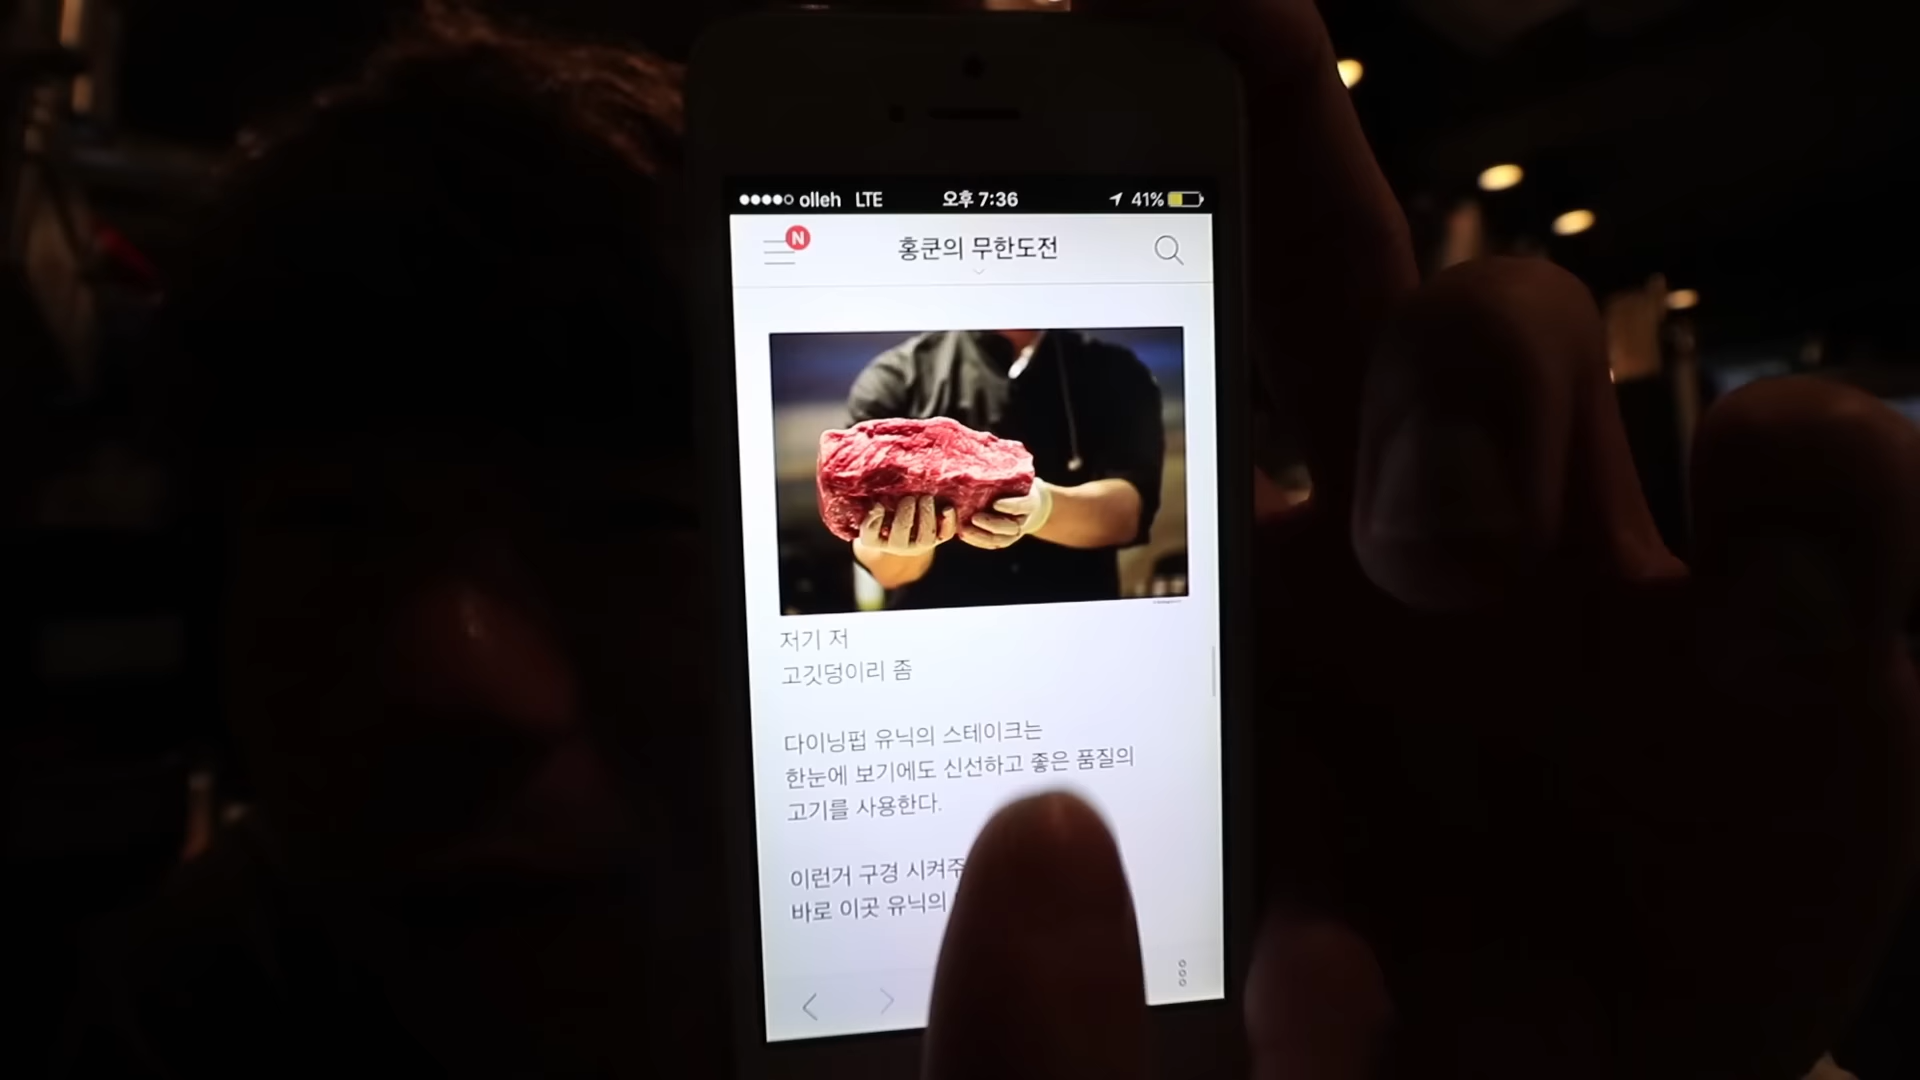 olleh LTE 오후 7:36 41%
N
홍쿤의 무한도전
저기 저
고깃덩이리 좀
다이닝펍 유닉의 스테이크는
한눈에 보기에도 신선하고 좋은 품질의
고기를 사용한다.
이런거 구경 시켜주
바로 이곳 유닉의